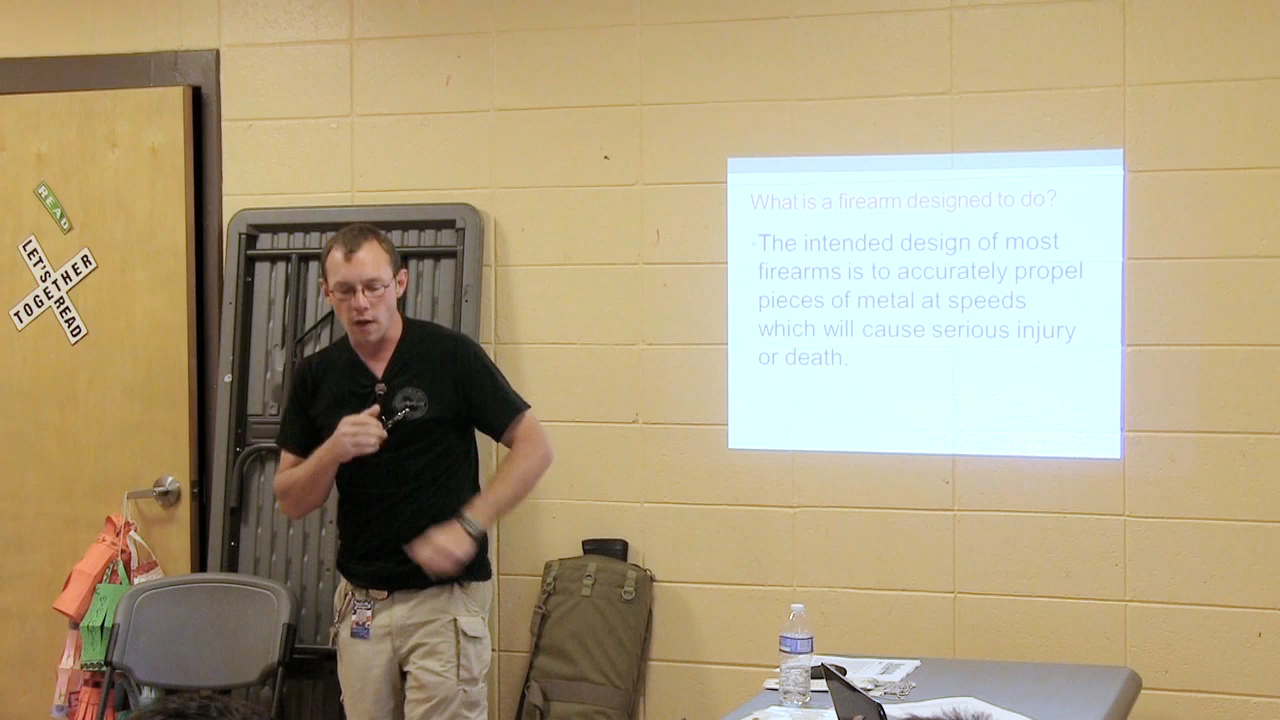 READ
LET'S READ
TOGETHER
What is a firearm designed to do?
The intended design of most
firearms is to accurately propel
pieces of metal at speeds
which will cause serious injury
or death.